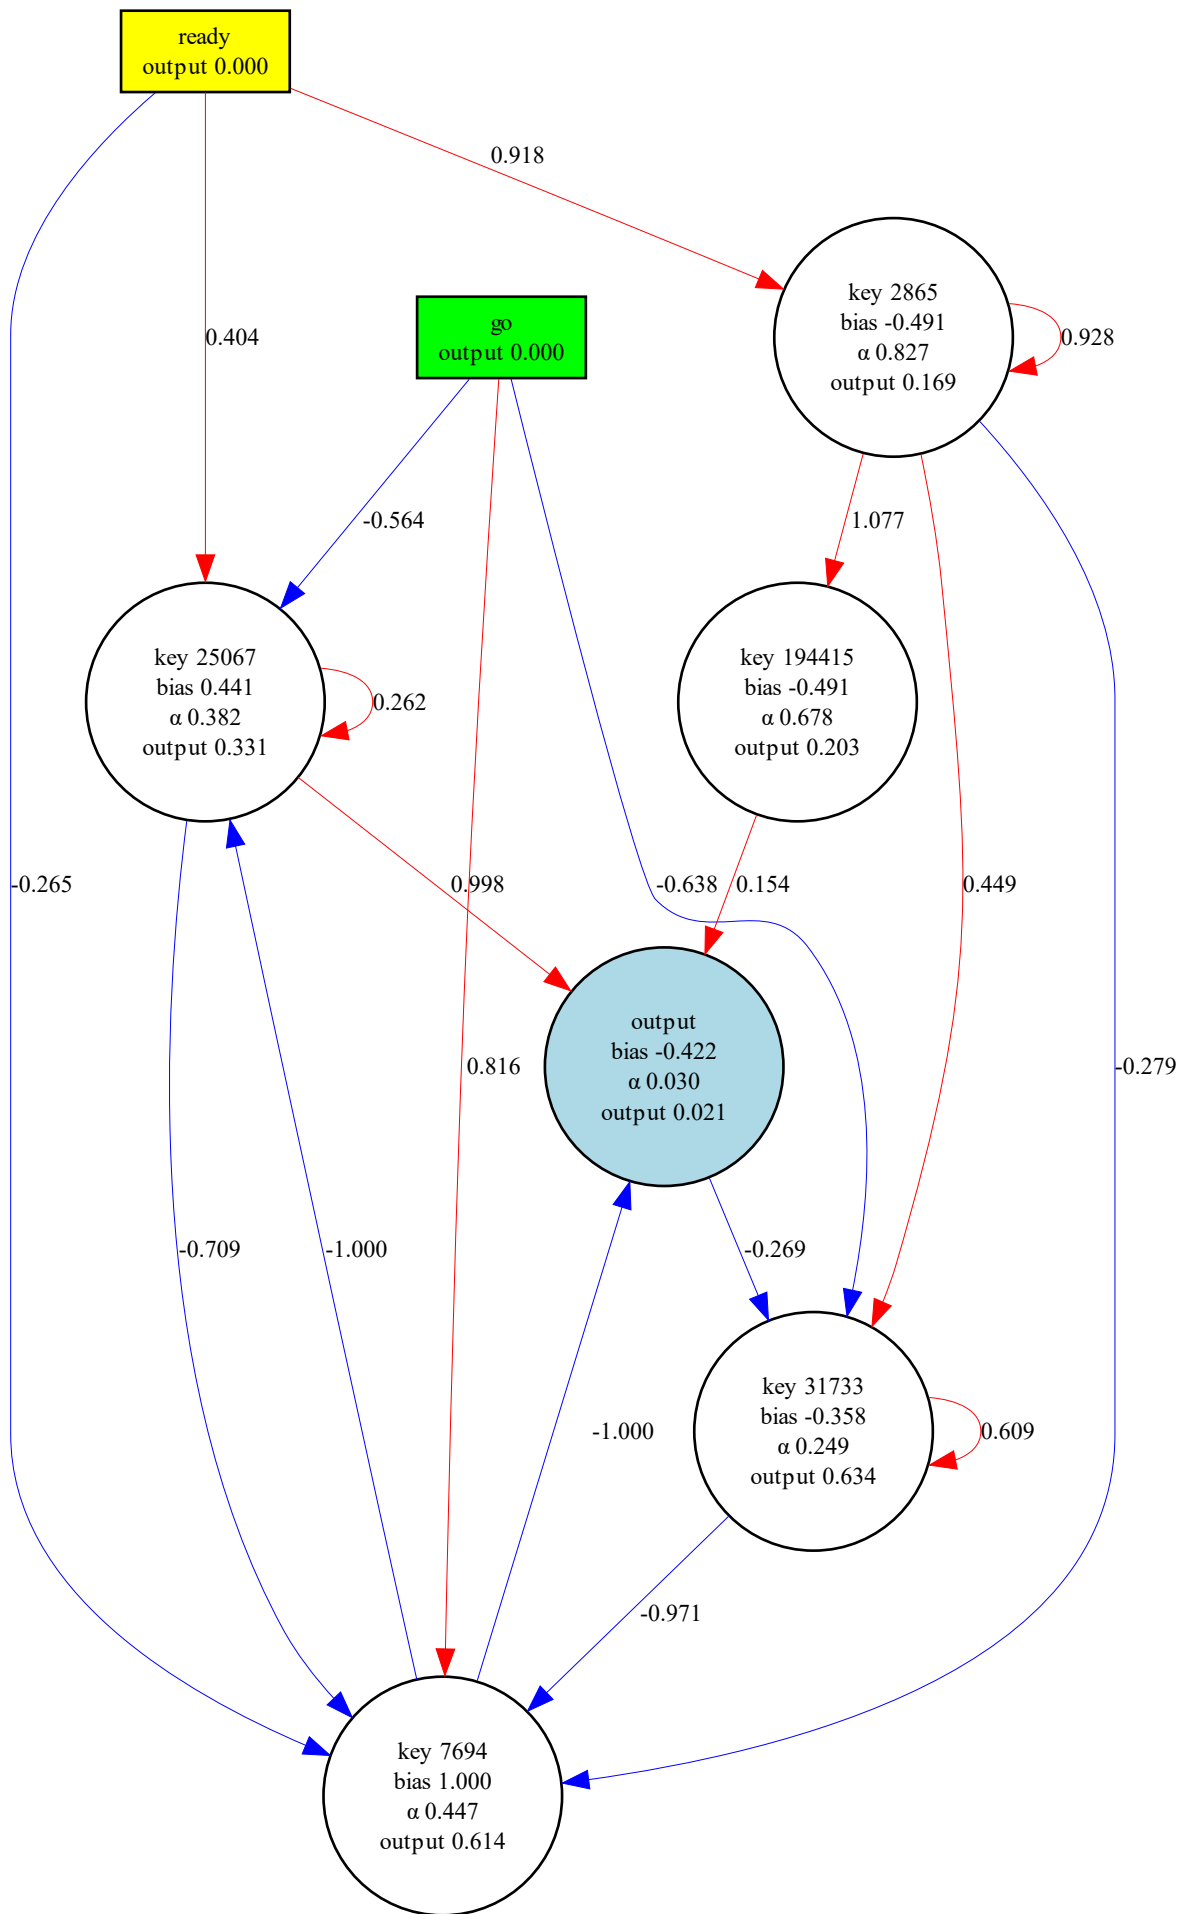 ready
output 0.000
0.918
key 2865
bias -0.491
α 0.827
output 0.169
0.928
go
output 0.000
0.404
-0.564
1.077
key 25067
bias 0.441
α 0.382
output 0.331
0.262
key 194415
bias -0.491
α 0.678
output 0.203
-0.265
0.998
-0.638
0.154
0.449
output
bias -0.422
α 0.030
output 0.021
0.816
-0.279
-0.709
-1.000
-0.269
key 31733
bias -0.358
α 0.249
output 0.634
-1.000
0.609
-0.971
key 7694
bias 1.000
α 0.447
output 0.614